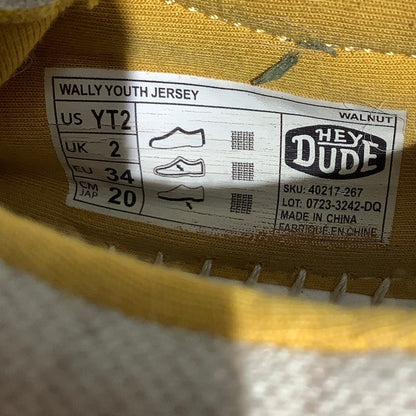 WALLY YOUTH JERSEY
WALNUT
US YT2
UK 2
EU 34
CM JAP 20
HEY DUDE
SKU: 40217-267
LOT: 0723-3242-DQ
MADE IN CHINA
FABRIQUÉ EN CHINE